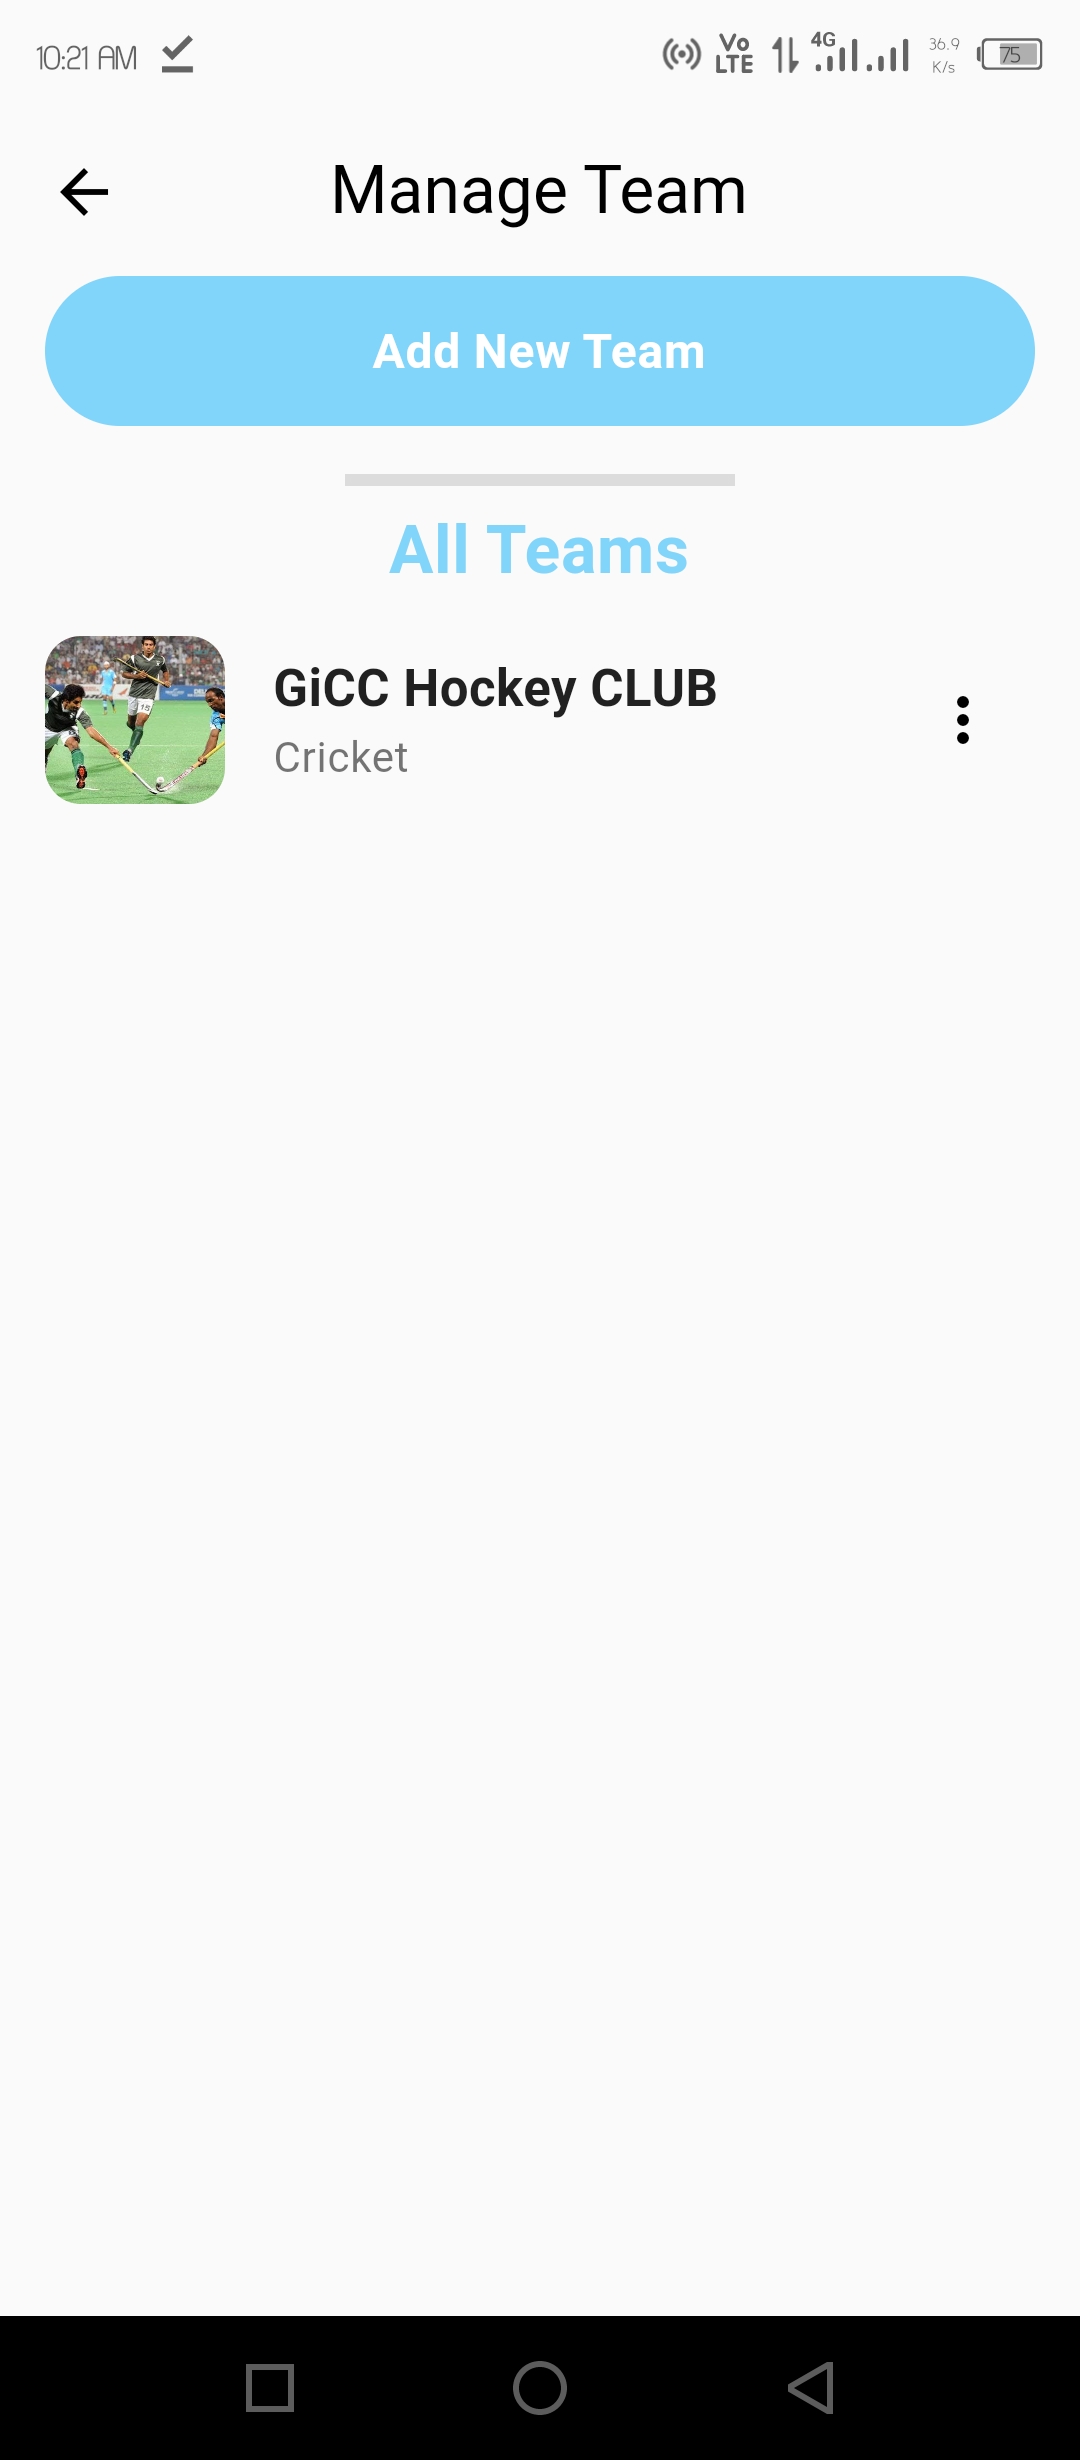 10:21 AM
Vo LTE
4G
36.9 K/s
75
Manage Team
Add New Team
All Teams
GiCC Hockey CLUB
Cricket